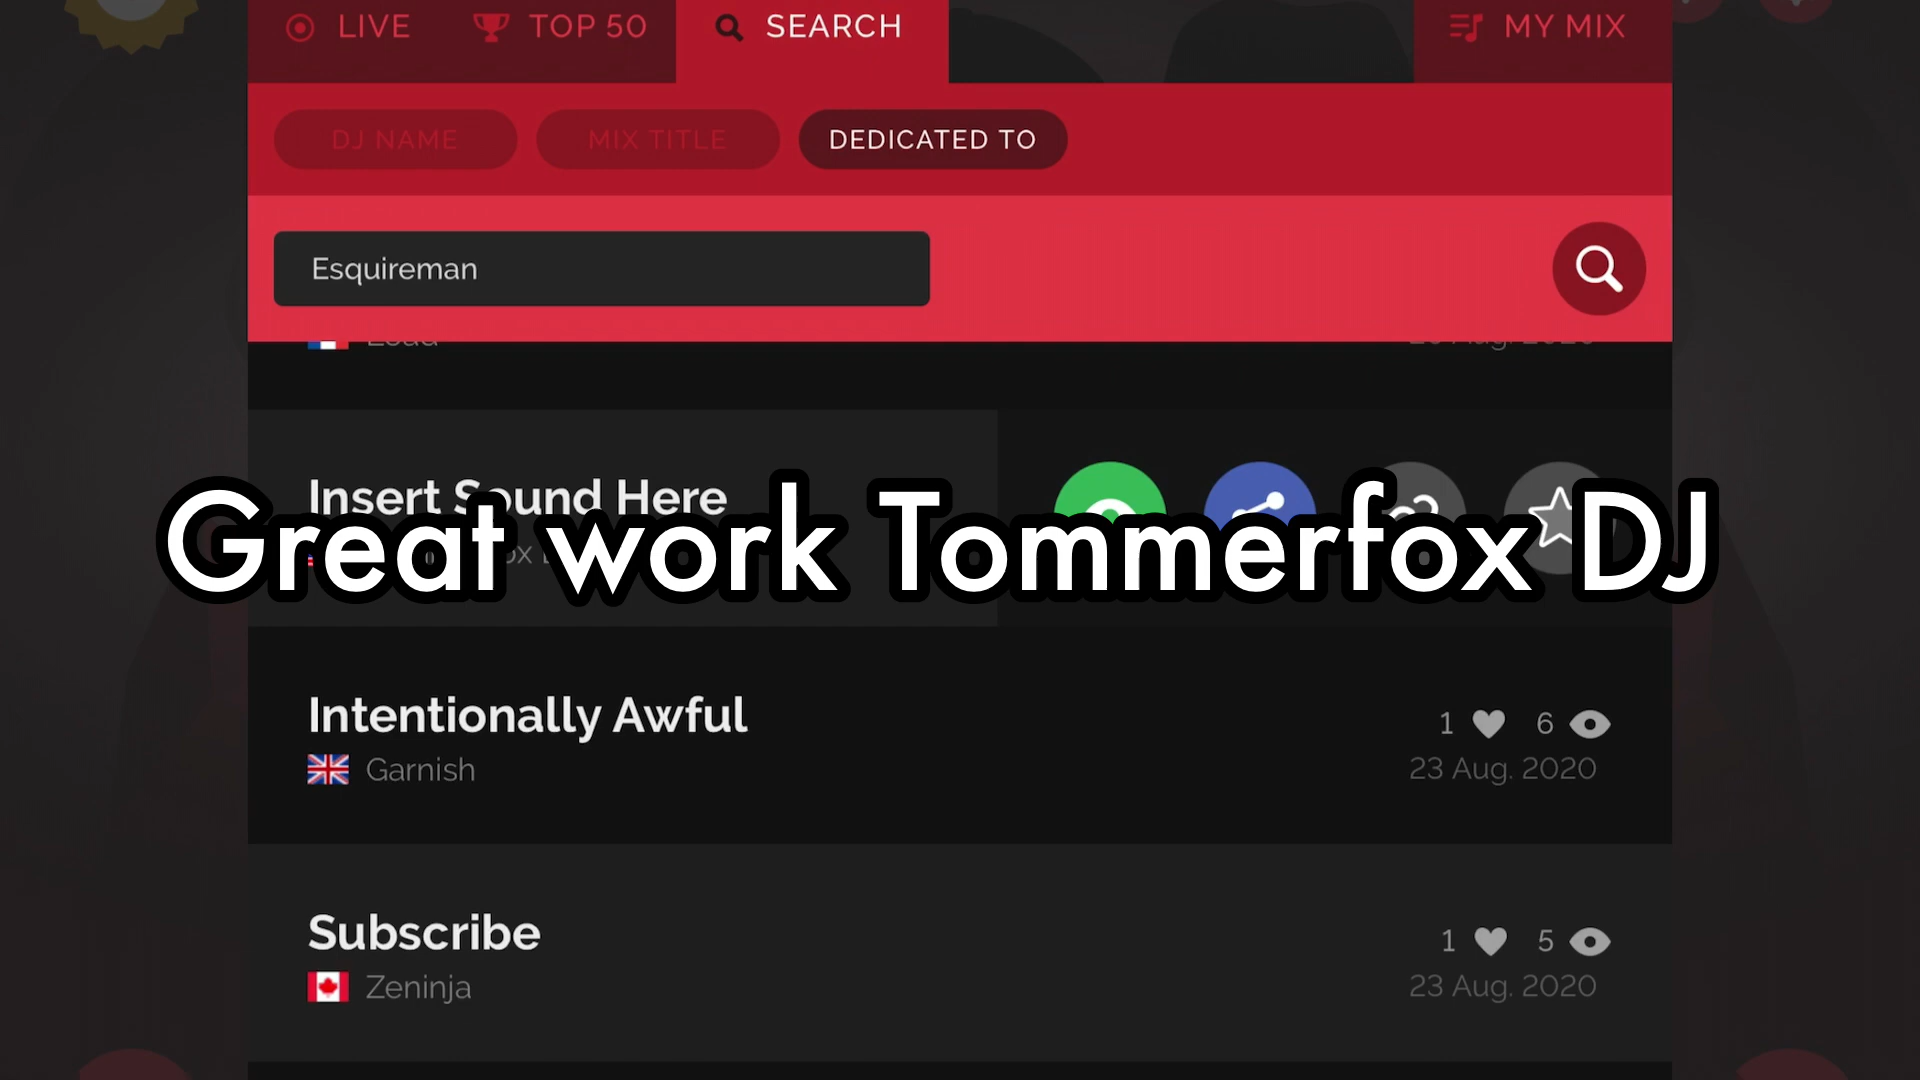 LIVE TOP 50 SEARCH MY MIX
DJ NAME MIX TITLE DEDICATED TO
Esquireman
Insert Sound Here
Great work Tommerfox DJ
Intentionally Awful
1 6
Garnish
23 Aug. 2020
Subscribe
1 5
Zeninja
23 Aug. 2020